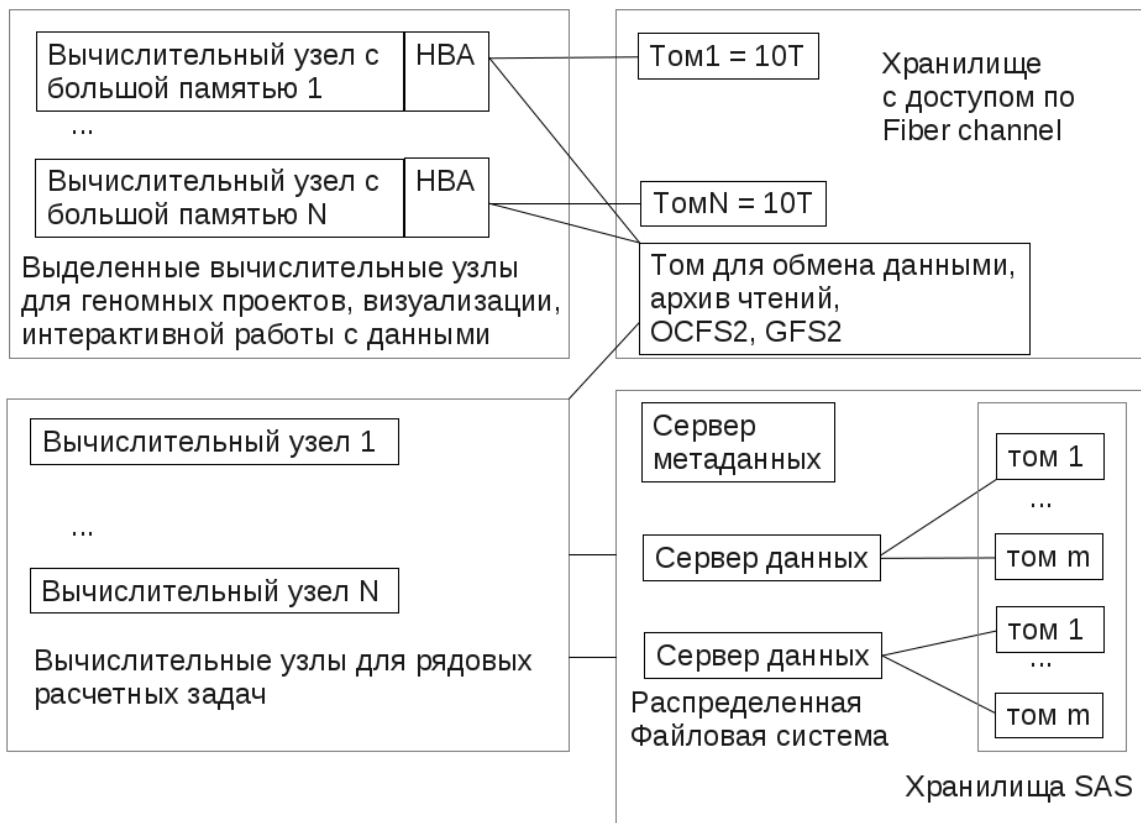 Вычислительный узел с
большой памятью 1
HBA
...
Вычислительный узел с
большой памятью N
HBA
Выделенные вычислительные узлы
для геномных проектов, визуализации,
интерактивной работы с данными
Том1 = 10T
Хранилище
с доступом по
Fiber channel
ТомN = 10T
Том для обмена данными,
архив чтений,
OCFS2, GFS2
Вычислительный узел 1
...
Вычислительный узел N
Вычислительные узлы для рядовых
расчетных задач
Сервер
метаданных
Сервер данных
Сервер данных
Распределенная
Файловая система
том 1
...
том m
том 1
...
том m
Хранилища SAS